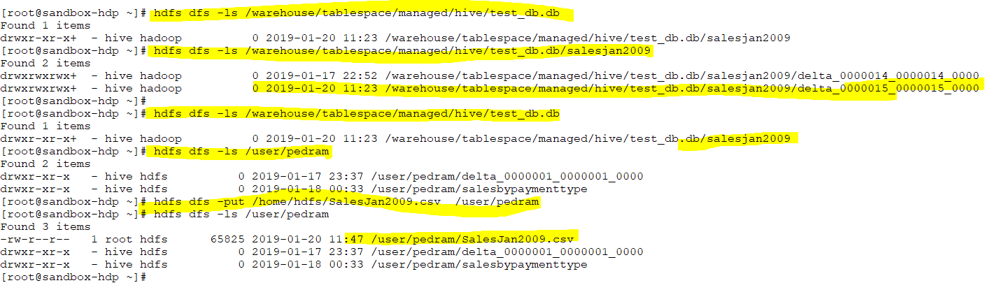 [root@sandbox-hdp ~]# hdfs dfs -ls /warehouse/tablespace/managed/hive/test_db.db
Found 1 items
drwxr-xr-x+  - hive hadoop          0 2019-01-20 11:23 /warehouse/tablespace/managed/hive/test_db.db/salesjan2009
[root@sandbox-hdp ~]# hdfs dfs -ls /warehouse/tablespace/managed/hive/test_db.db/salesjan2009
Found 2 items
drwxrwxrwx+  - hive hadoop          0 2019-01-17 22:52 /warehouse/tablespace/managed/hive/test_db.db/salesjan2009/delta_0000014_0000014_0000
drwxrwxrwx+  - hive hadoop          0 2019-01-20 11:23 /warehouse/tablespace/managed/hive/test_db.db/salesjan2009/delta_0000015_0000015_0000
[root@sandbox-hdp ~]#
[root@sandbox-hdp ~]# hdfs dfs -ls /warehouse/tablespace/managed/hive/test_db.db
Found 1 items
drwxr-xr-x+  - hive hadoop          0 2019-01-20 11:23 /warehouse/tablespace/managed/hive/test_db.db/salesjan2009
[root@sandbox-hdp ~]# hdfs dfs -ls /user/pedram
Found 2 items
drwxr-xr-x   - hive hdfs          0 2019-01-17 23:37 /user/pedram/delta_0000001_0000001_0000
drwxr-xr-x   - hive hdfs          0 2019-01-18 00:33 /user/pedram/salesbypaymenttype
[root@sandbox-hdp ~]# hdfs dfs -put /home/hdfs/SalesJan2009.csv  /user/pedram
[root@sandbox-hdp ~]# hdfs dfs -ls /user/pedram
Found 3 items
-rw-r--r--   1 root hdfs      65825 2019-01-20 11:47 /user/pedram/SalesJan2009.csv
drwxr-xr-x   - hive hdfs          0 2019-01-17 23:37 /user/pedram/delta_0000001_0000001_0000
drwxr-xr-x   - hive hdfs          0 2019-01-18 00:33 /user/pedram/salesbypaymenttype
[root@sandbox-hdp ~]#